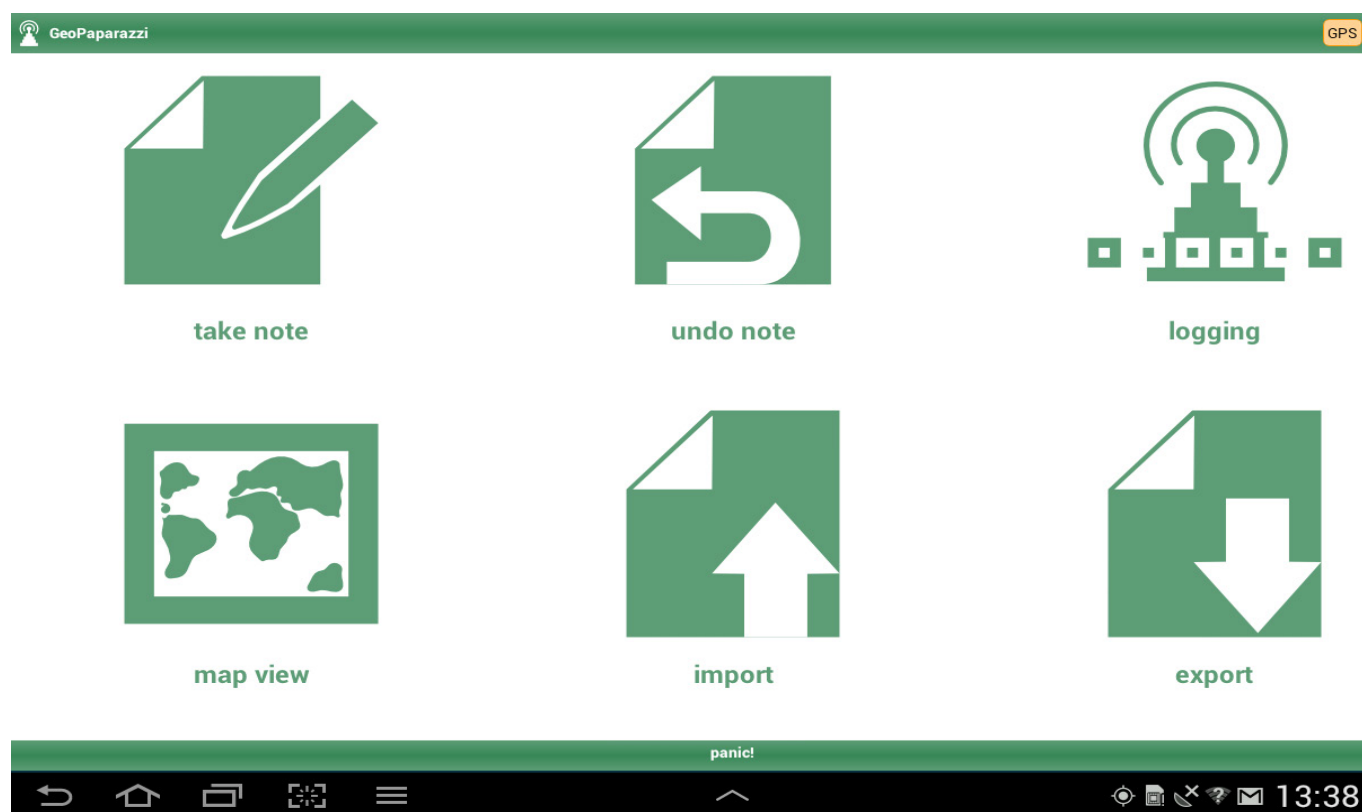 GeoPaparazzi
GPS
take note
undo note
logging
map view
import
export
panic!
13:38